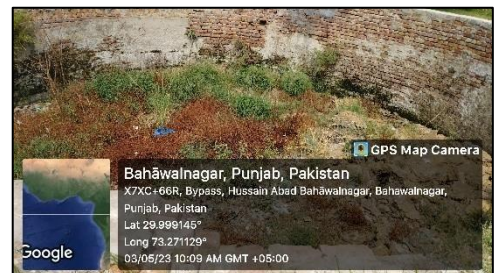 GPS Map Camera
Bahāwalnagar, Punjab, Pakistan
X7XC+66R, Bypass, Hussain Abad Bahāwalnagar, Bahawalnagar,
Punjab, Pakistan
Lat 29.999145°
Long 73.271129°
03/05/23 10:09 AM GMT +05:00
Google